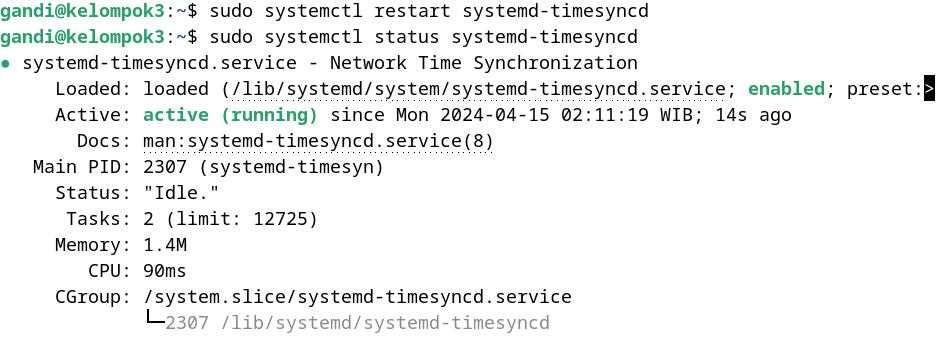 gandi@kelompok3:~$ sudo systemctl restart systemd-timesyncd
gandi@kelompok3:~$ sudo systemctl status systemd-timesyncd
● systemd-timesyncd.service - Network Time Synchronization
     Loaded: loaded (/lib/systemd/system/systemd-timesyncd.service; enabled; preset:>
     Active: active (running) since Mon 2024-04-15 02:11:19 WIB; 14s ago
       Docs: man:systemd-timesyncd.service(8)
   Main PID: 2307 (systemd-timesyn)
     Status: "Idle."
      Tasks: 2 (limit: 12725)
     Memory: 1.4M
        CPU: 90ms
     CGroup: /system.slice/systemd-timesyncd.service
             └─2307 /lib/systemd/systemd-timesyncd